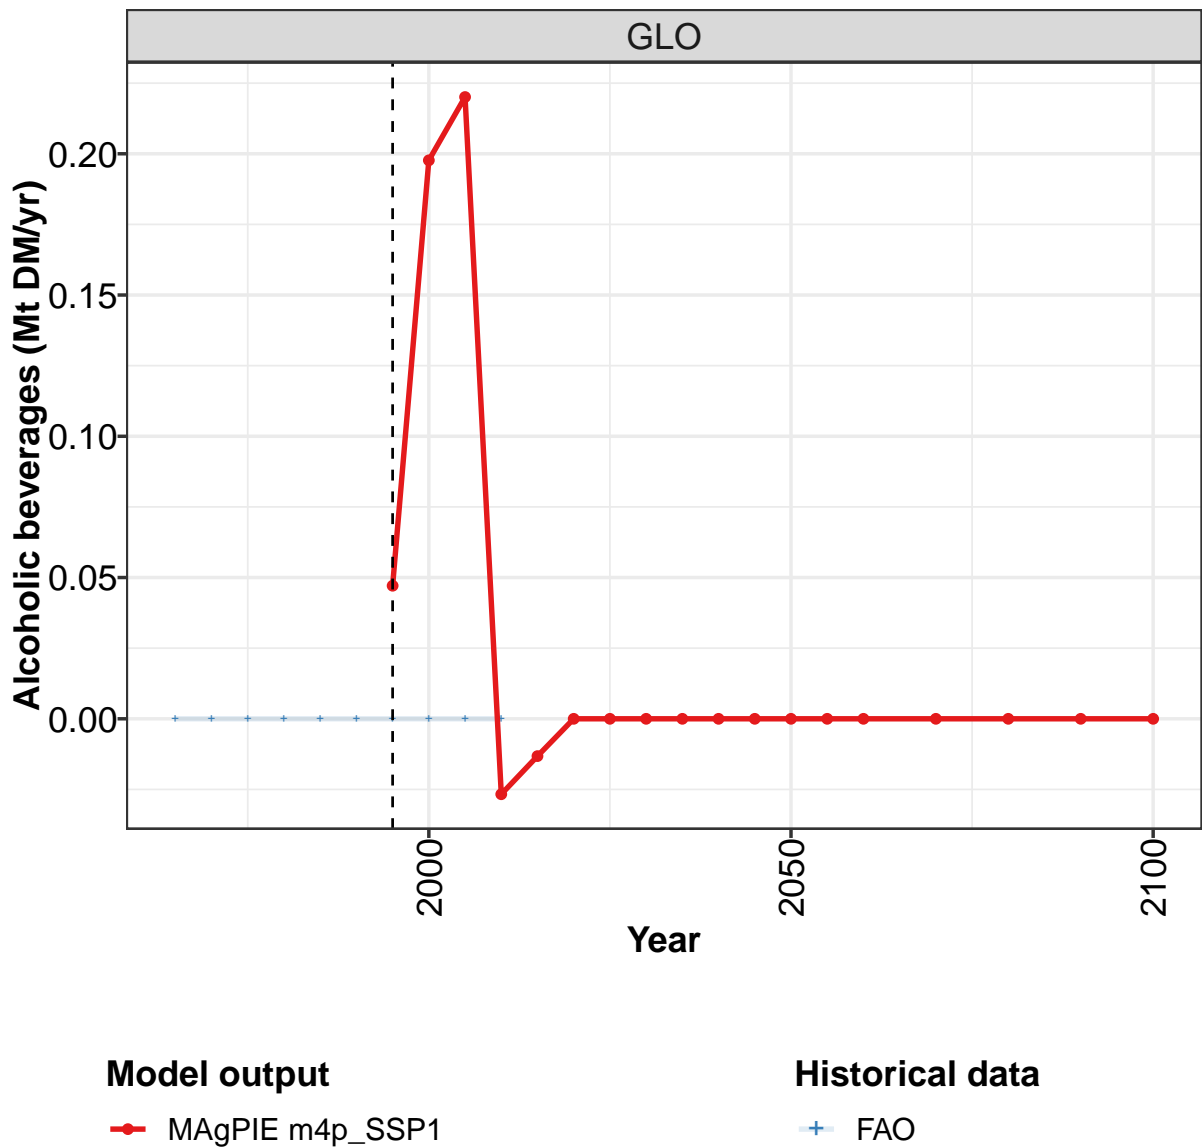 GLO
Alcoholic beverages (Mt DM/yr)
0.20
0.15
0.10
0.05
0.00
2000
2050
2100
Year
Model output
MAgPIE m4p_SSP1
Historical data
FAO